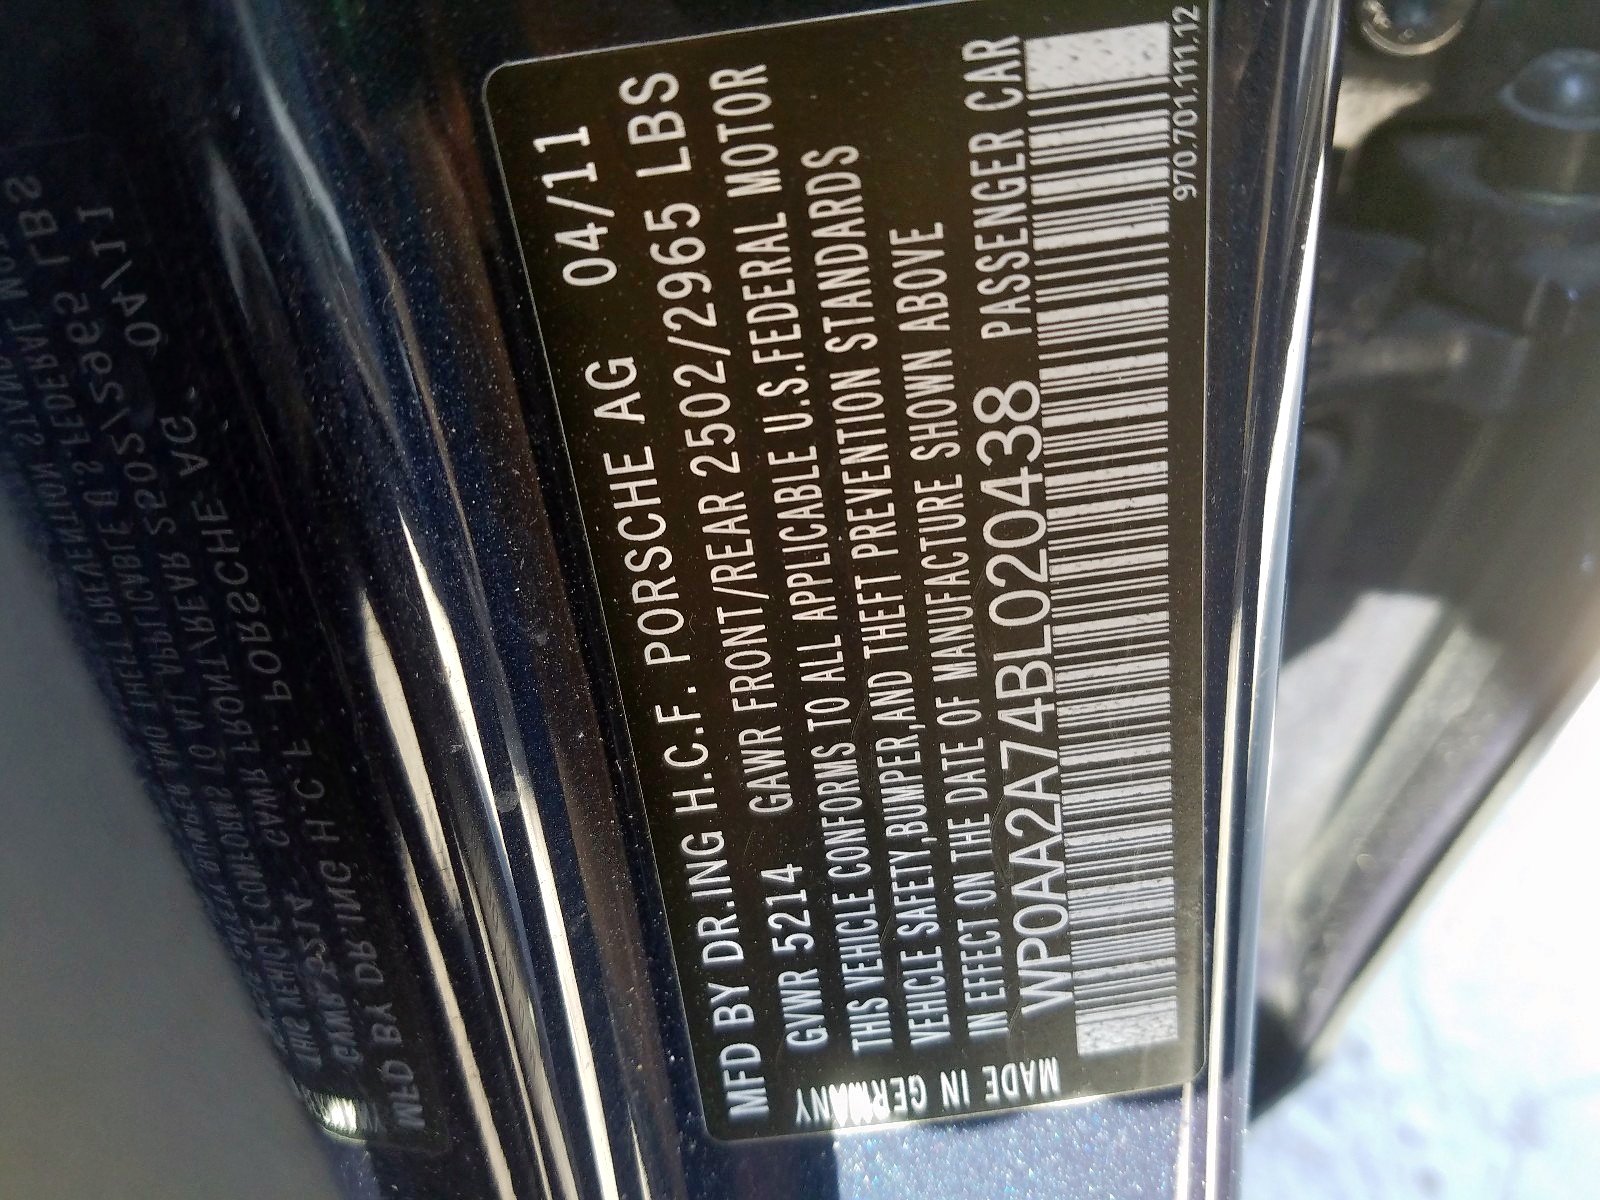 MFD BY DR.ING H.C.F. PORSCHE AG 04/11
GVWR 5214 GAWR FRONT/REAR 2502/2965 LBS
THIS VEHICLE CONFORMS TO ALL APPLICABLE U.S.FEDERAL MOTOR
VEHICLE SAFETY,BUMPER,AND THEFT PREVENTION STANDARDS
IN EFFECT ON THE DATE OF MANUFACTURE SHOWN ABOVE
WP0AA2A74BL020438 PASSENGER CAR
MADE IN GERMANY
970.701.111.12